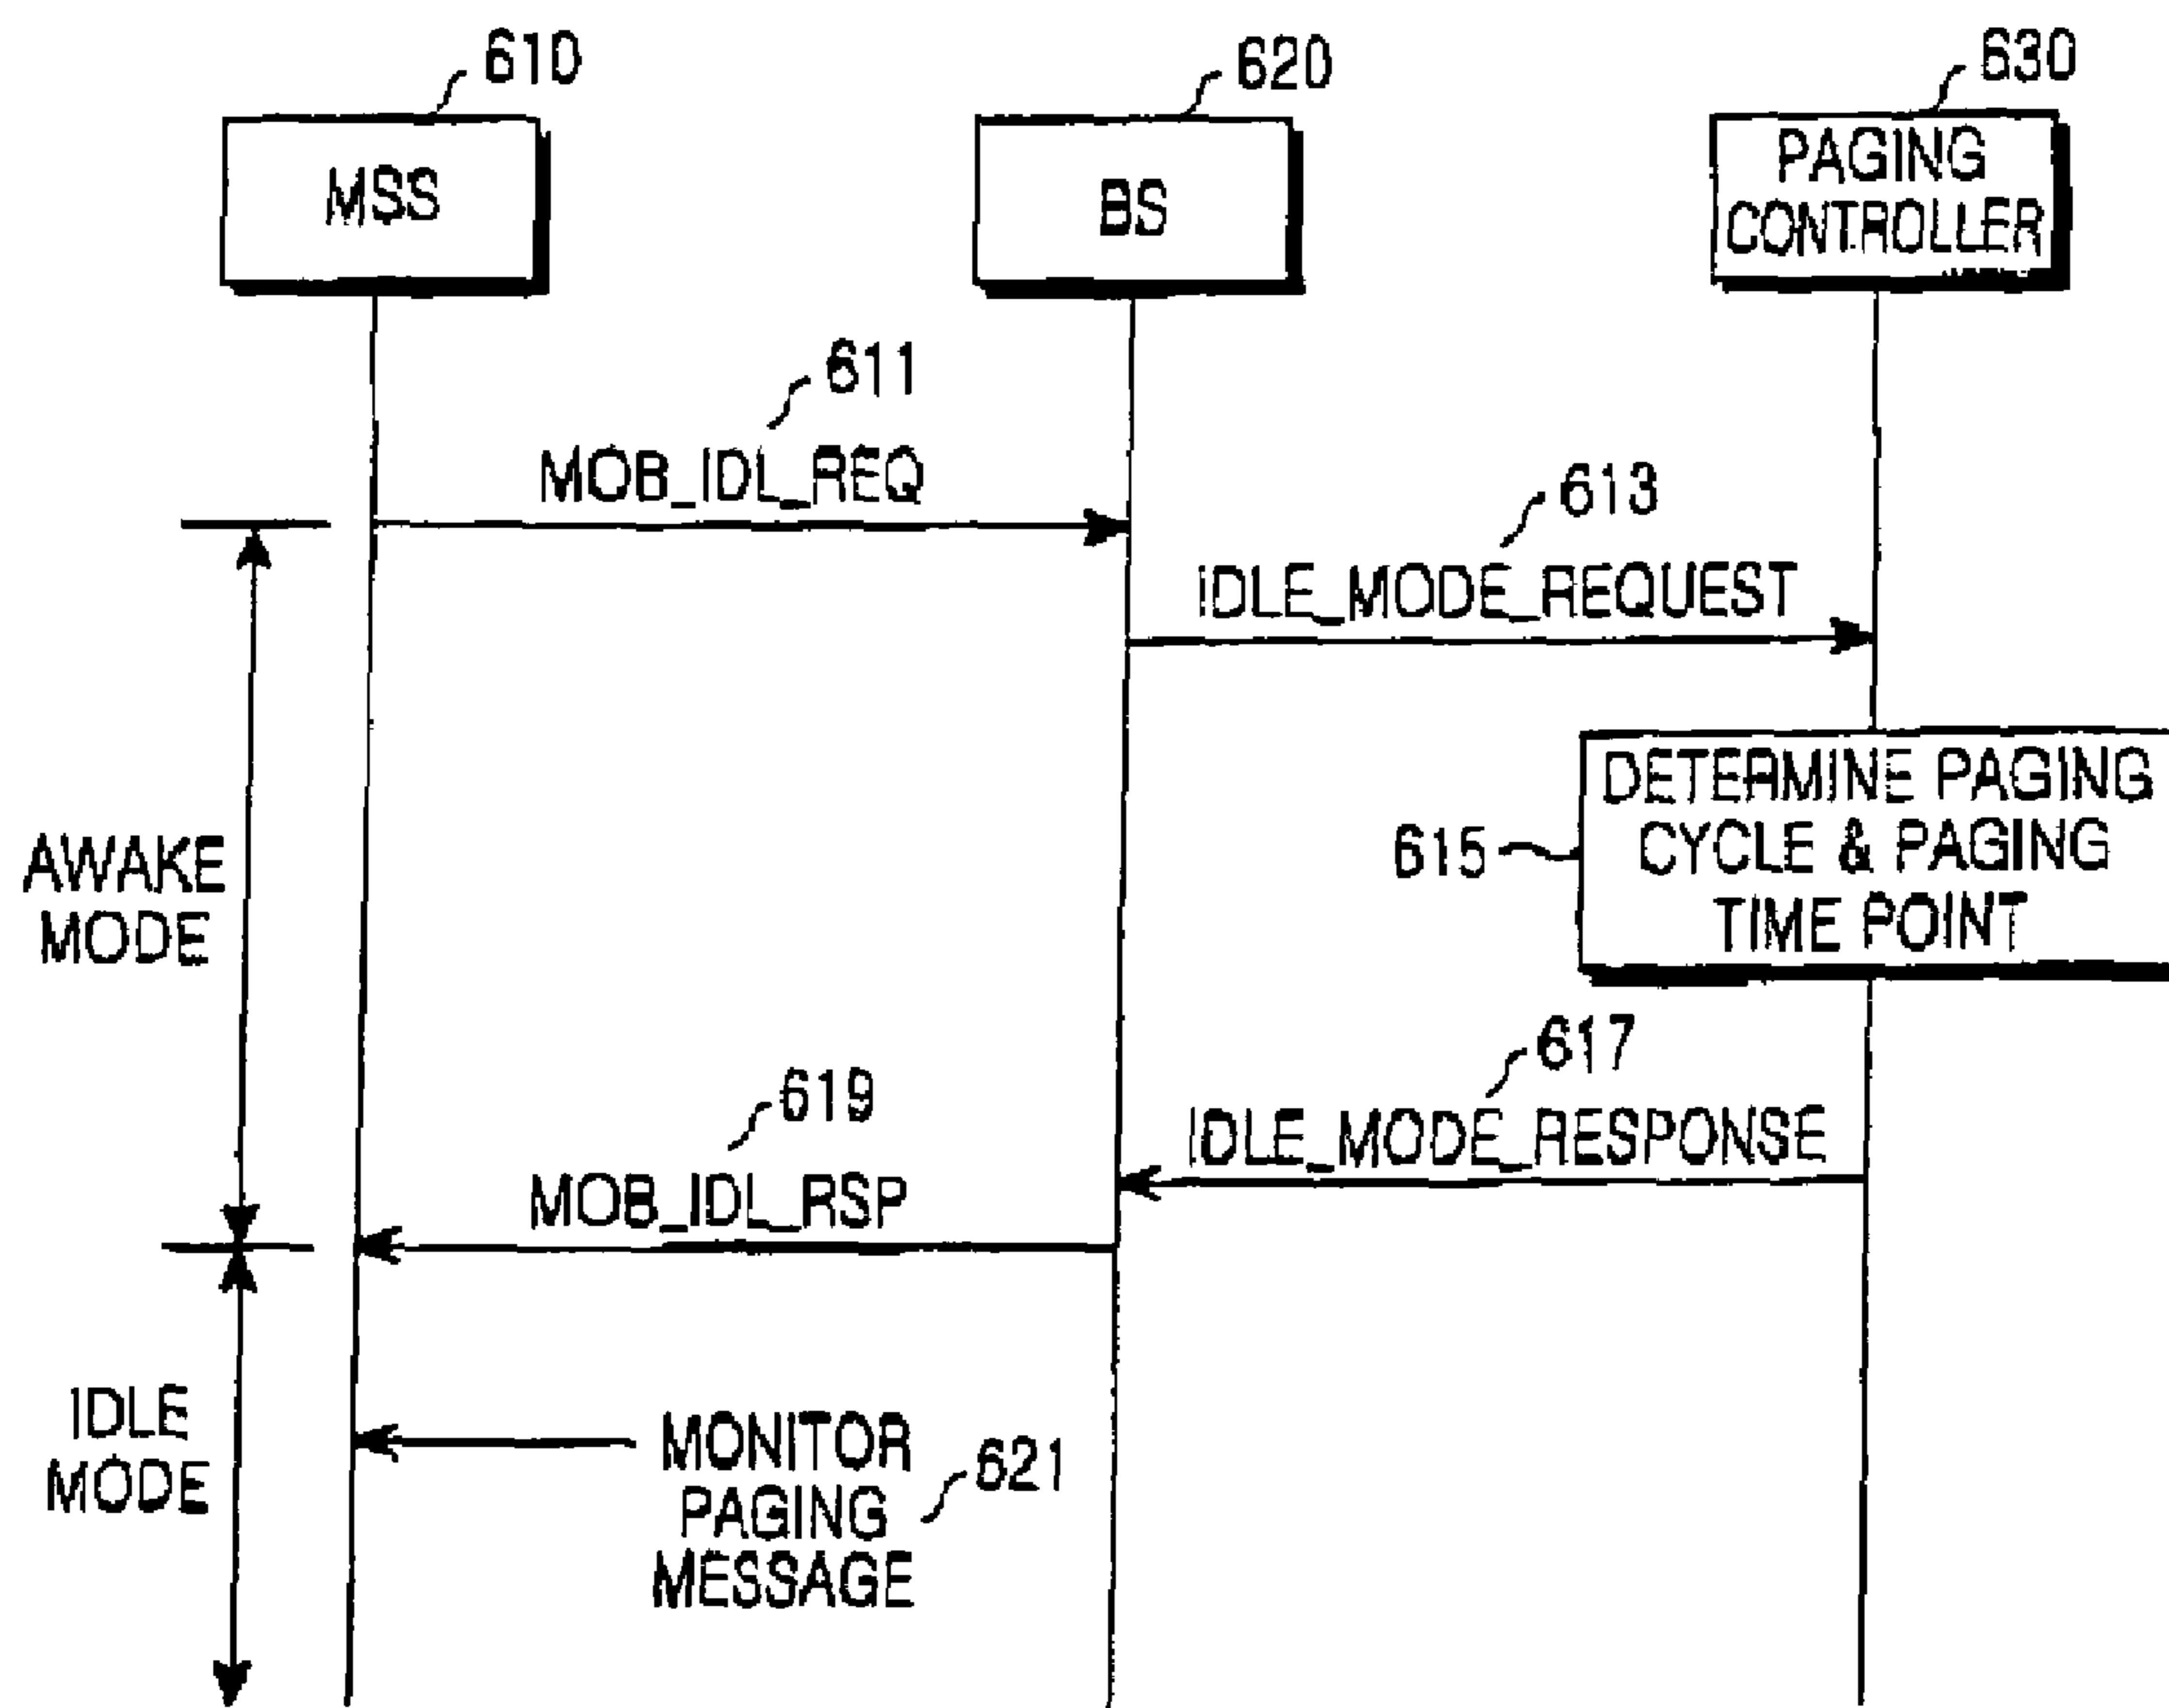 610
620
630
MSS
BS
PAGING
CONTROLLER
611
MOB_IDL_REQ
613
IDLE_MODE_REQUEST
DETERMINE PAGING
CYCLE & PAGING
TIME POINT
615
AWAKE
MODE
617
IDLE_MODE_RESPONSE
619
MOB_IDL_RSP
IDLE
MODE
MONITOR
PAGING
MESSAGE
621